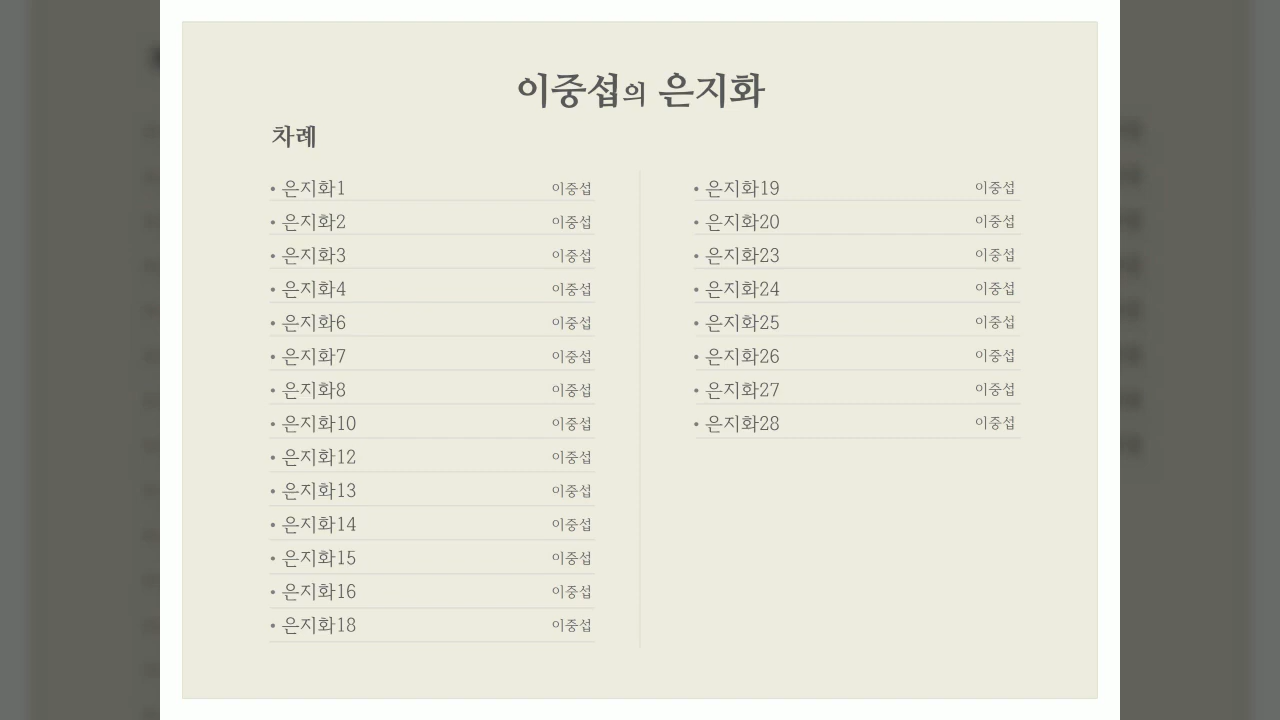 이중섭의 은지화
차례
• 은지화1 이중섭
• 은지화2 이중섭
• 은지화3 이중섭
• 은지화4 이중섭
• 은지화6 이중섭
• 은지화7 이중섭
• 은지화8 이중섭
• 은지화10 이중섭
• 은지화12 이중섭
• 은지화13 이중섭
• 은지화14 이중섭
• 은지화15 이중섭
• 은지화16 이중섭
• 은지화18 이중섭
• 은지화19 이중섭
• 은지화20 이중섭
• 은지화23 이중섭
• 은지화24 이중섭
• 은지화25 이중섭
• 은지화26 이중섭
• 은지화27 이중섭
• 은지화28 이중섭